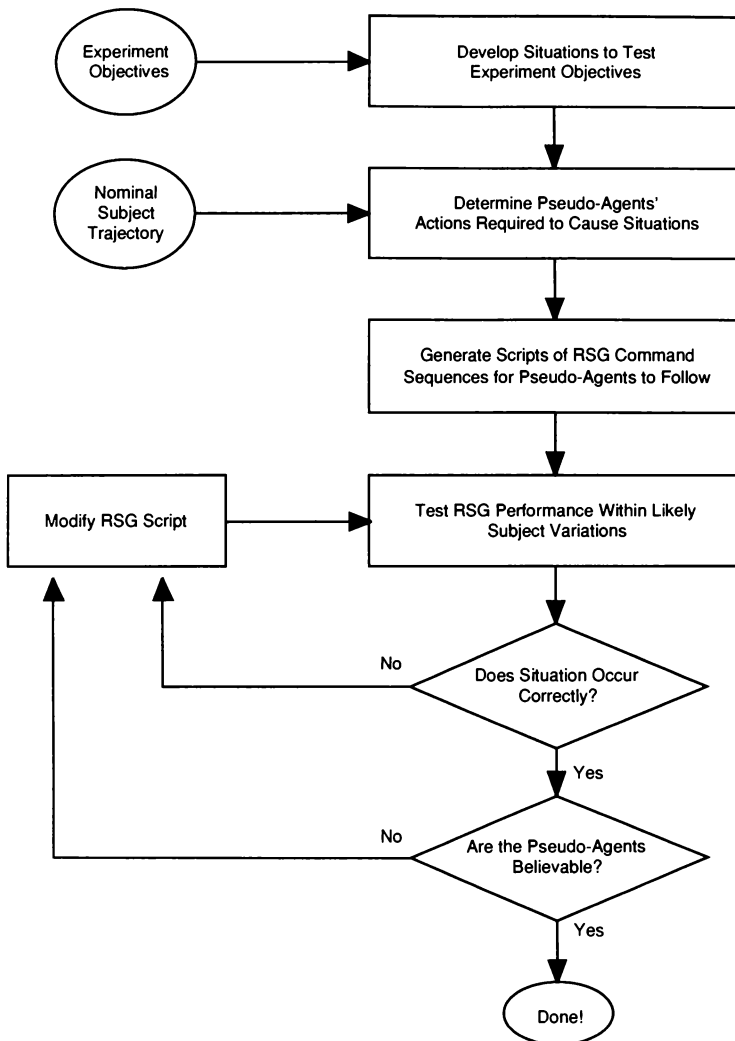 Experiment
Objectives
Develop Situations to Test
Experiment Objectives
Nominal
Subject
Trajectory
Determine Pseudo-Agents'
Actions Required to Cause Situations
Generate Scripts of RSG Command
Sequences for Pseudo-Agents to Follow
Modify RSG Script
Test RSG Performance Within Likely
Subject Variations
No
Does Situation Occur
Correctly?
Yes
No
Are the Pseudo-Agents
Believable?
Yes
Done!